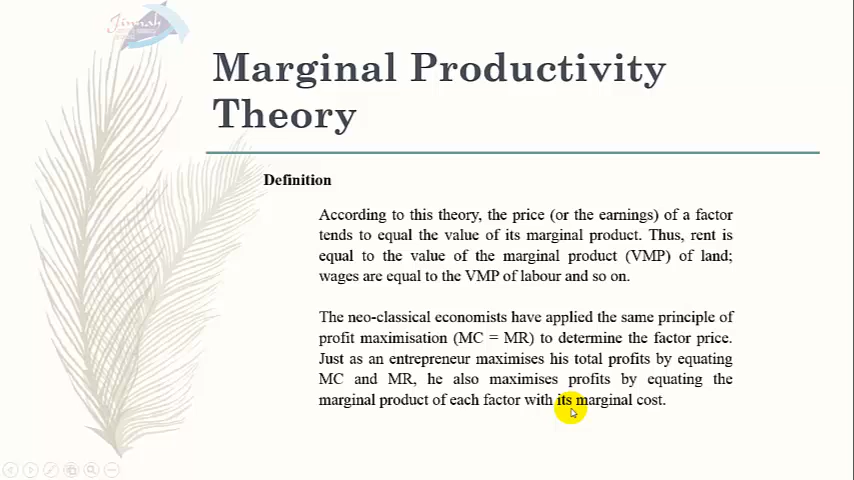 Jinnah
Marginal Productivity
Theory
Definition
According to this theory, the price (or the earnings) of a factor
tends to equal the value of its marginal product. Thus, rent is
equal to the value of the marginal product (VMP) of land;
wages are equal to the VMP of labour and so on.
The neo-classical economists have applied the same principle of
profit maximisation (MC = MR) to determine the factor price.
Just as an entrepreneur maximises his total profits by equating
MC and MR, he also maximises profits by equating the
marginal product of each factor with its marginal cost.